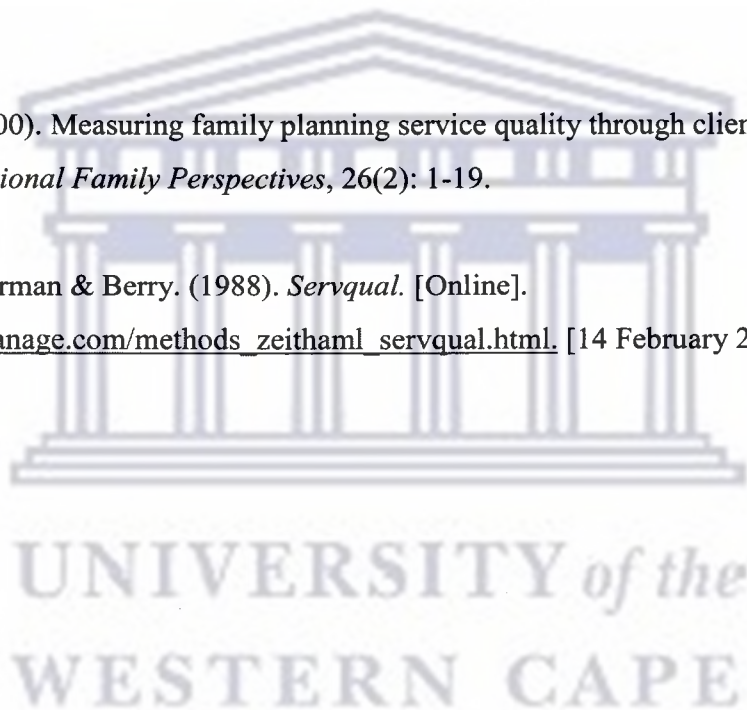 00). Measuring family planning service quality through clien
ional Family Perspectives, 26(2): 1-19.
rman & Berry. (1988). Servqual. [Online].
anage.com/methods_zeithaml_servqual.html. [14 February 2
UNIVERSITY of the
WESTERN CAPE